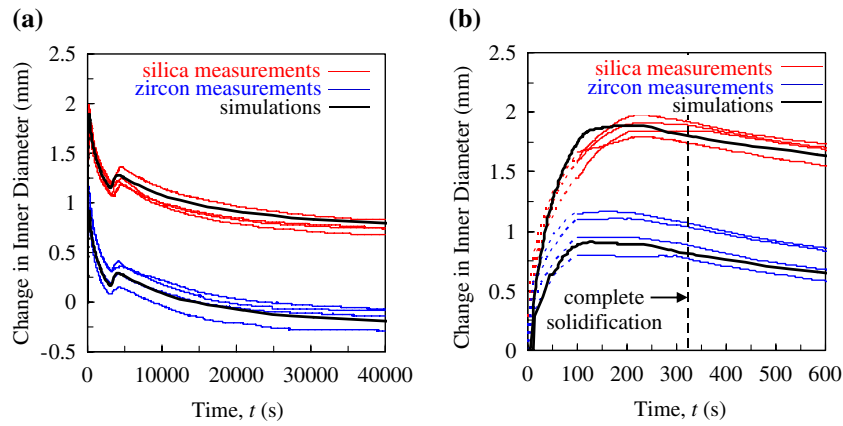 (a)
Change in Inner Diameter (mm)
2.5
2
1.5
1
0.5
0
-0.5
silica measurements
zircon measurements
simulations
0
10000
20000
30000
40000
Time, t (s)
(b)
Change in Inner Diameter (mm)
2.5
2
1.5
1
0.5
0
silica measurements
zircon measurements
simulations
complete
solidification
0
100
200
300
400
500
600
Time, t (s)